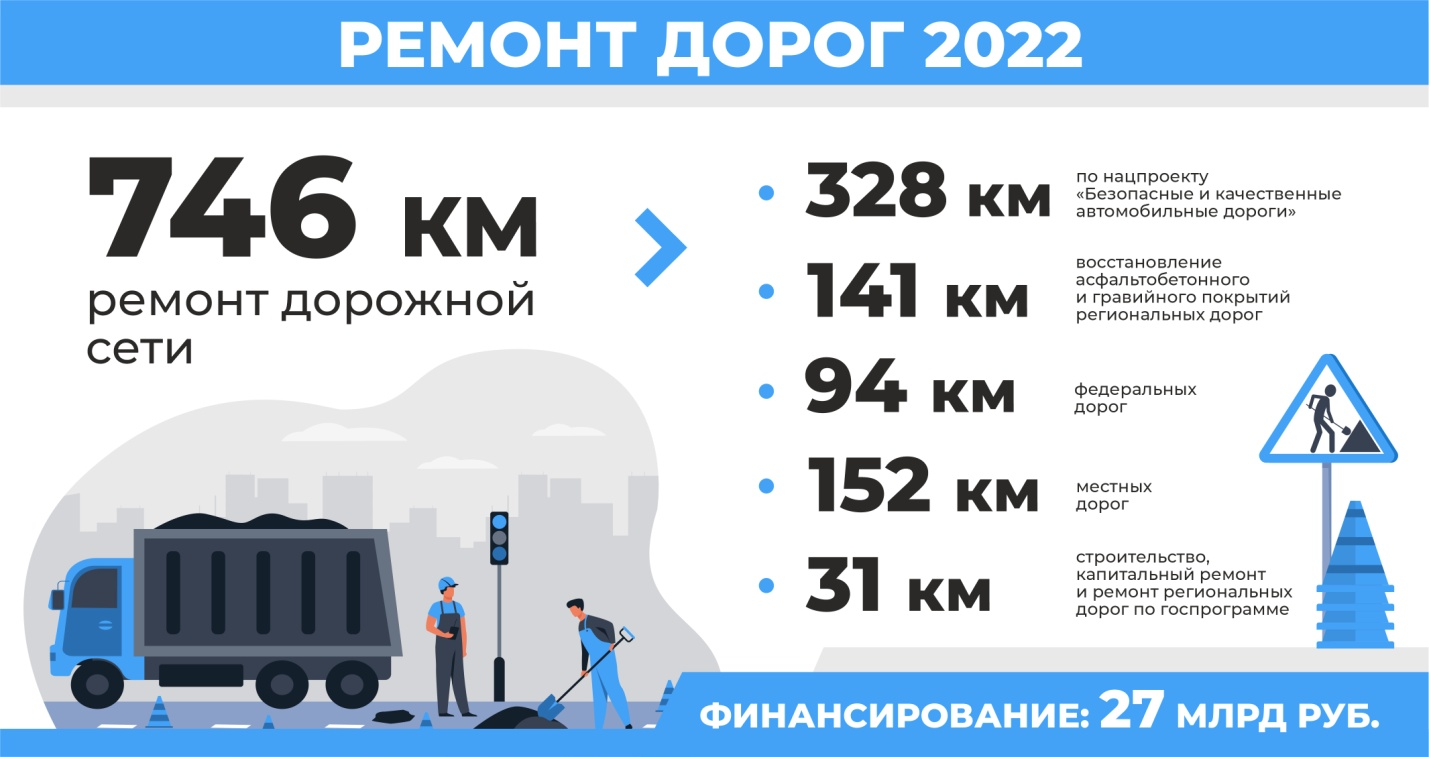 РЕМОНТ ДОРОГ 2022
746 км
ремонт дорожной
сети
328 км
по нацпроекту
«Безопасные и качественные
автомобильные дороги»
141 км
восстановление
асфальтобетонного
и гравийного покрытий
региональных дорог
94 км
федеральных
дорог
152 км
местных
дорог
31 км
строительство,
капитальный ремонт
и ремонт региональных
дорог по госпрограмме
ФИНАНСИРОВАНИЕ: 27 МЛРД РУБ.